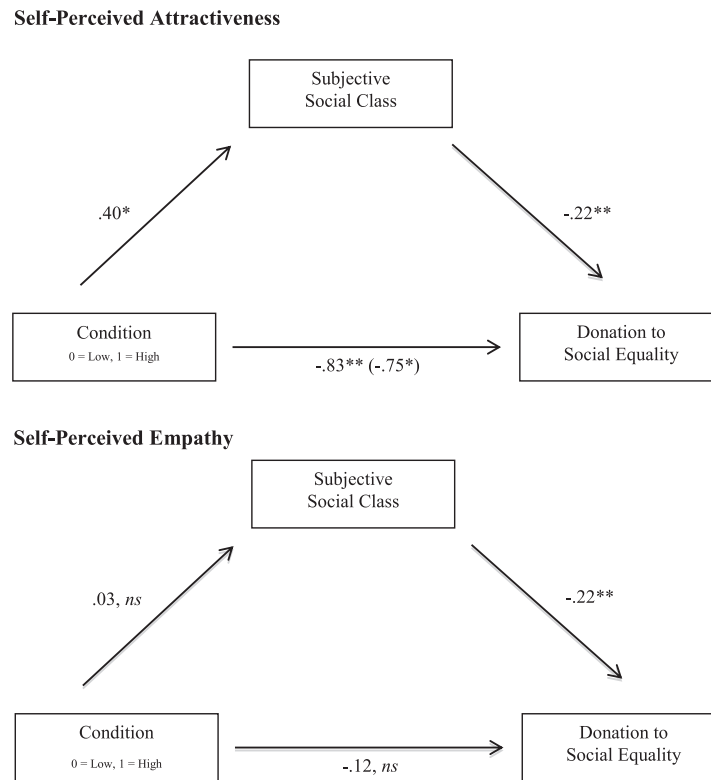 Self-Perceived Attractiveness
Subjective
Social Class
.40*
-.22**
Condition
0 = Low, 1 = High
-.83** (-.75*)
Donation to
Social Equality
Self-Perceived Empathy
Subjective
Social Class
.03, ns
-.22**
Condition
0 = Low, 1 = High
-.12, ns
Donation to
Social Equality